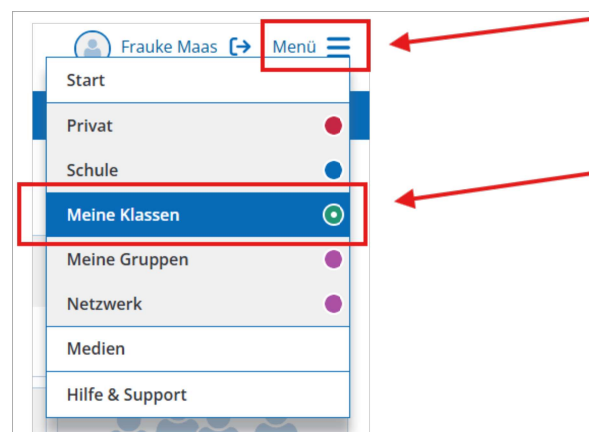 Frauke Maas Menü
Start
Privat
Schule
Meine Klassen
Meine Gruppen
Netzwerk
Medien
Hilfe & Support